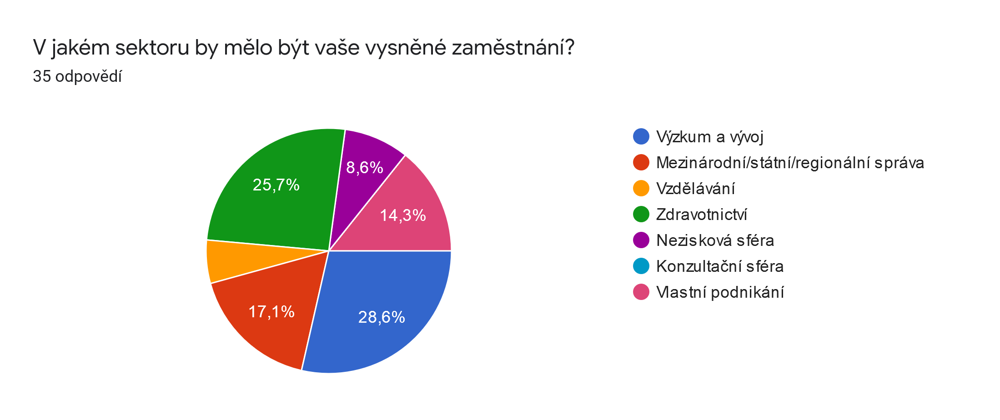 V jakém sektoru by mělo být vaše vysněné zaměstnání?
35 odpovědí
8,6%
25,7%
14,3%
17,1%
28,6%
Výzkum a vývoj
Mezinárodní/státní/regionální správa
Vzdělávání
Zdravotnictví
Nezisková sféra
Konzultační sféra
Vlastní podnikání